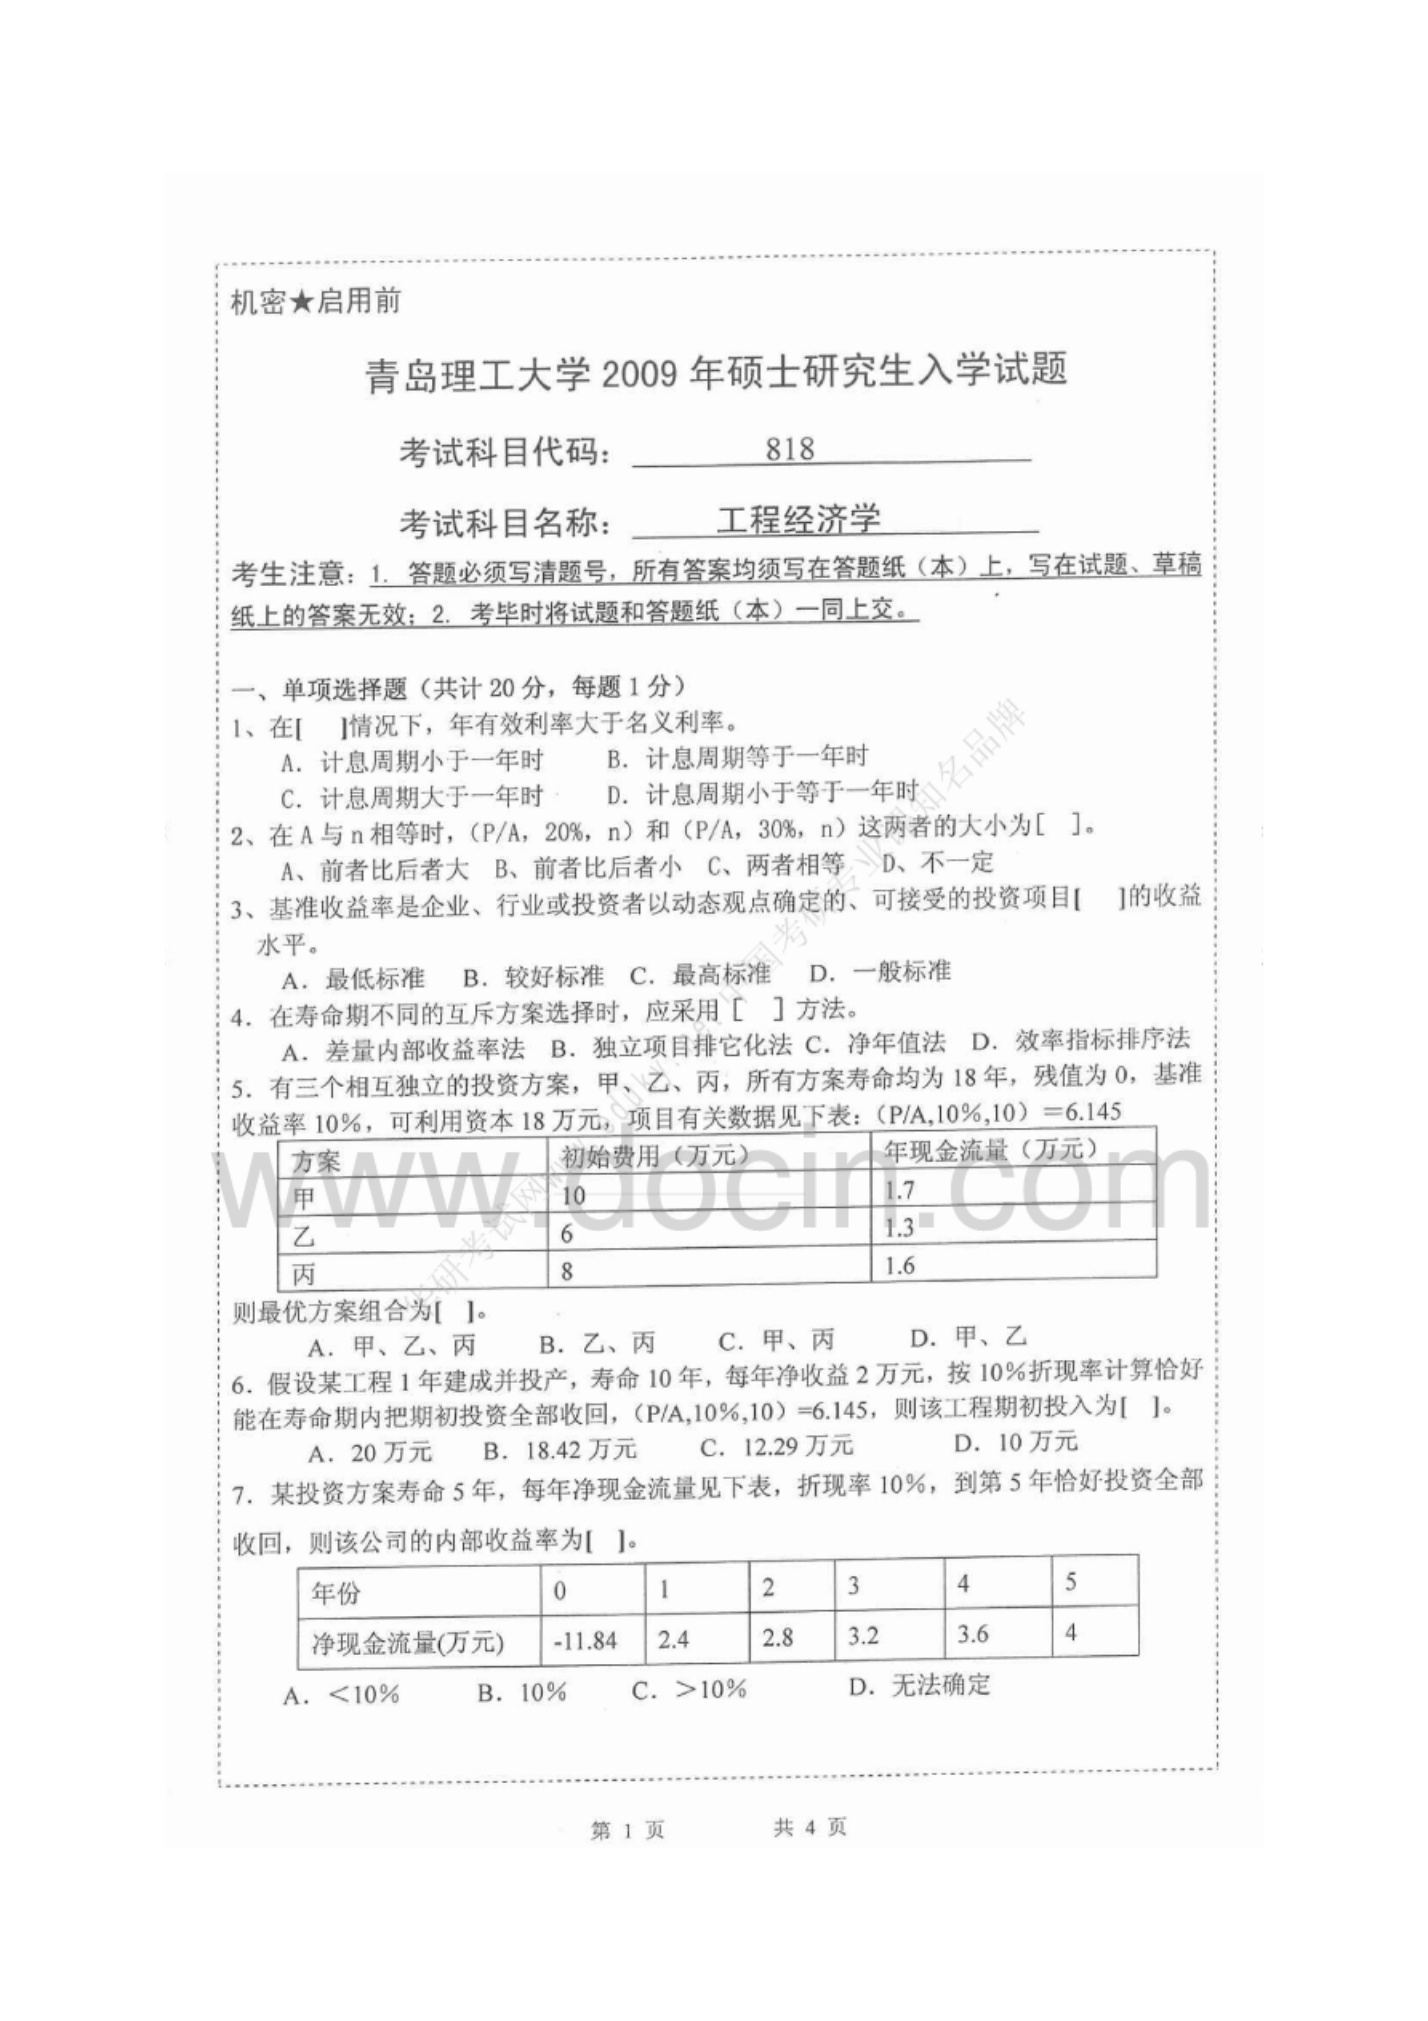 机密★启用前
青岛理工大学 2009 年硕士研究生入学试题
考试科目代码： 818
考试科目名称： 工程经济学
考生注意：1. 答题必须写清题号，所有答案均须写在答题纸（本）上，写在试题、草稿
纸上的答案无效；2. 考毕时将试题和答题纸（本）一同上交。
一、单项选择题（共计 20 分，每题 1 分）
1、在[ ]情况下，年有效利率大于名义利率。
A．计息周期小于一年时 B．计息周期等于一年时
C．计息周期大于一年时 D．计息周期小于等于一年时
2、在 A 与 n 相等时，（P/A，20%，n）和（P/A，30%，n）这两者的大小为[ ]。
A、前者比后者大 B、前者比后者小 C、两者相等 D、不一定
3、基准收益率是企业、行业或投资者以动态观点确定的、可接受的投资项目[ ]的收益
水平。
A．最低标准 B．较好标准 C．最高标准 D．一般标准
4．在寿命期不同的互斥方案选择时，应采用［ ］方法。
A．差量内部收益率法 B．独立项目排它化法 C．净年值法 D．效率指标排序法
5．有三个相互独立的投资方案，甲、乙、丙，所有方案寿命均为 18 年，残值为 0，基准
收益率 10%，可利用资本 18 万元，项目有关数据见下表：（P/A,10%,10）＝6.145
方案 初始费用（万元） 年现金流量（万元）
甲 10 1.7
乙 6 1.3
丙 8 1.6
www.docin.com
则最优方案组合为[ ]。
A．甲、乙、丙 B．乙、丙 C．甲、丙 D．甲、乙
6．假设某工程 1 年建成并投产，寿命 10 年，每年净收益 2 万元，按 10%折现率计算恰好
能在寿命期内把期初投资全部收回，（P/A,10%,10）=6.145，则该工程期初投入为[ ]。
A．20 万元 B．18.42 万元 C．12.29 万元 D．10 万元
7．某投资方案寿命 5 年，每年净现金流量见下表，折现率 10%，到第 5 年恰好投资全部
收回，则该公司的内部收益率为[ ]。
年份 0 1 2 3 4 5
净现金流量(万元) -11.84 2.4 2.8 3.2 3.6 4
A．＜10% B．10% C．＞10% D．无法确定
第 1 页 共 4 页